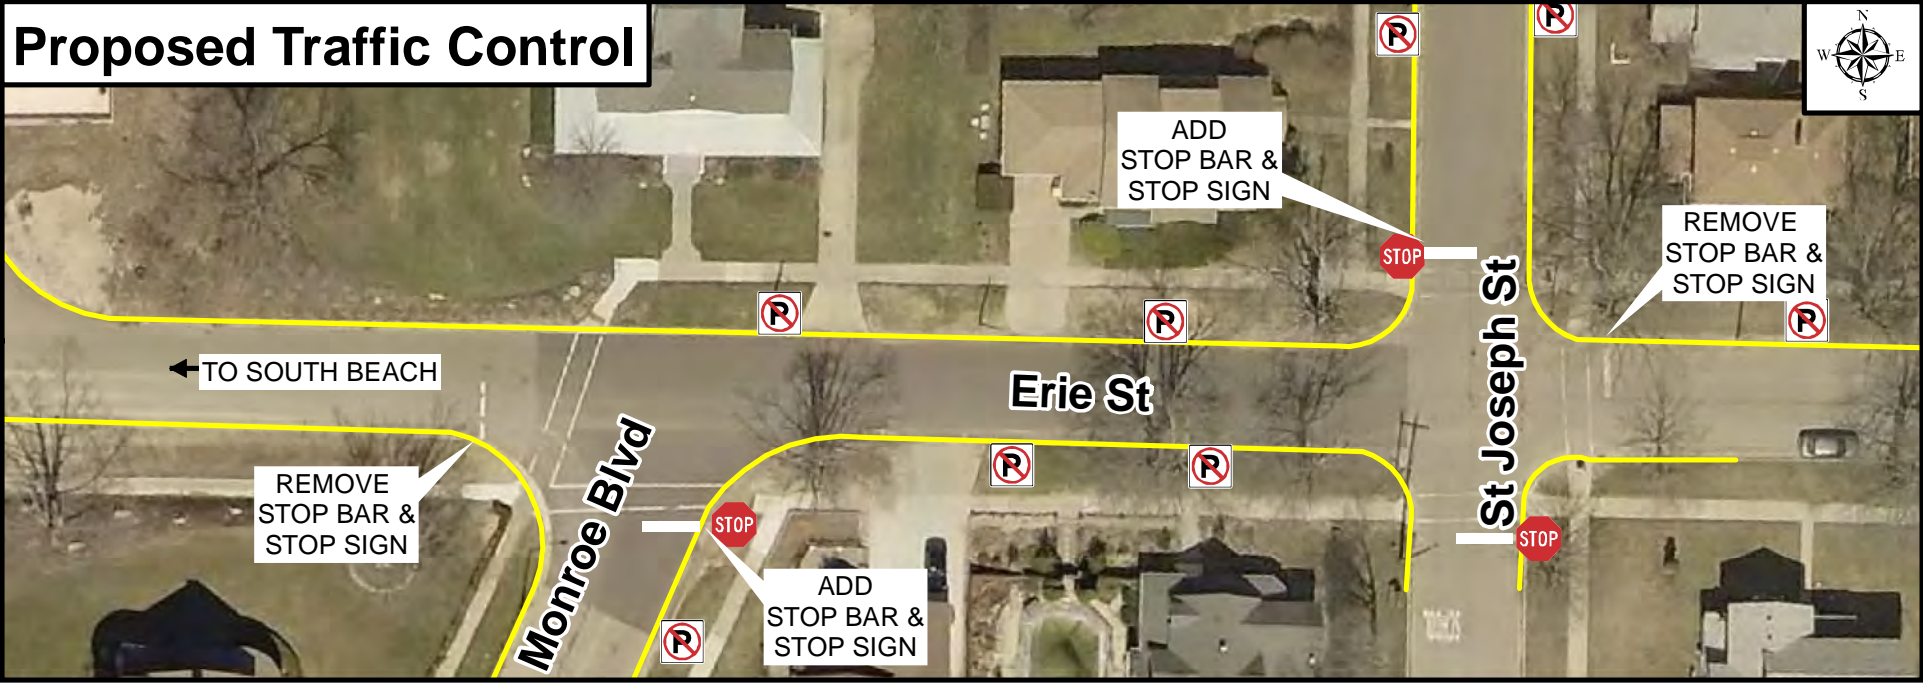 Proposed Traffic Control
N
W E
S
P
P
ADD
STOP BAR &
STOP SIGN
REMOVE
STOP BAR &
STOP SIGN
STOP
P
P
P
TO SOUTH BEACH
Erie St
St Joseph St
Monroe Blvd
P
P
REMOVE
STOP BAR &
STOP SIGN
STOP
STOP
ADD
STOP BAR &
STOP SIGN
P